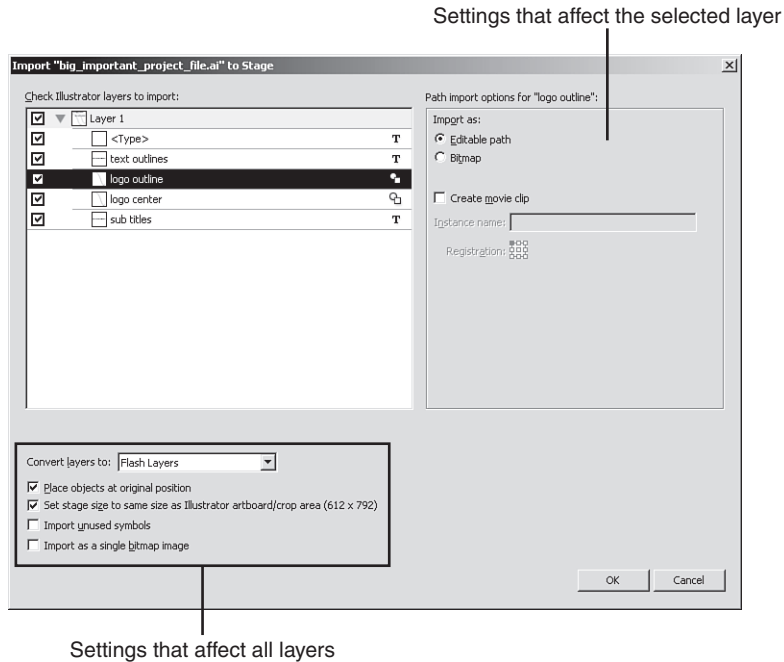 Settings that affect the selected layer
Import "big_important_project_file.ai" to Stage
Check Illustrator layers to import:
Layer 1
<Type>
T
text outlines
T
logo outline
logo center
sub titles
T
Path import options for "logo outline":
Import as:
Editable path
Bitmap
Create movie clip
Instance name:
Registration:
Convert layers to: Flash Layers
Place objects at original position
Set stage size to same size as Illustrator artboard/crop area (612 x 792)
Import unused symbols
Import as a single bitmap image
OK
Cancel
Settings that affect all layers